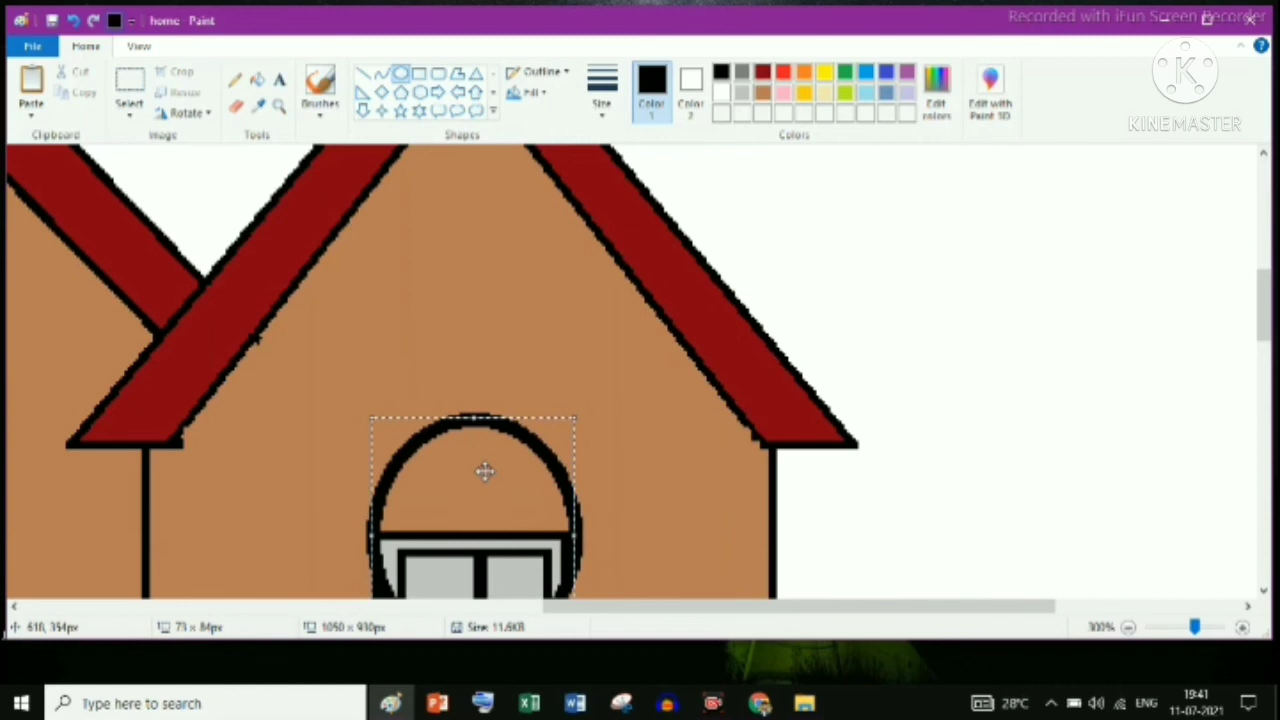 home - Paint
Recorded with iFun Screen Recorder
File
Home
View
Paste
Cut
Copy
Clipboard
Select
Crop
Resize
Rotate
Image
A
Tools
Brushes
Outline
Fill
Shapes
Size
Color
1
Color
2
Edit
colors
Edit with
Paint 3D
Colors
K
KINEMASTER
618, 354px
73 × 84px
1050 × 930px
Size: 11.6KB
300%
Type here to search
28°C
ENG
19:41
11-07-2021